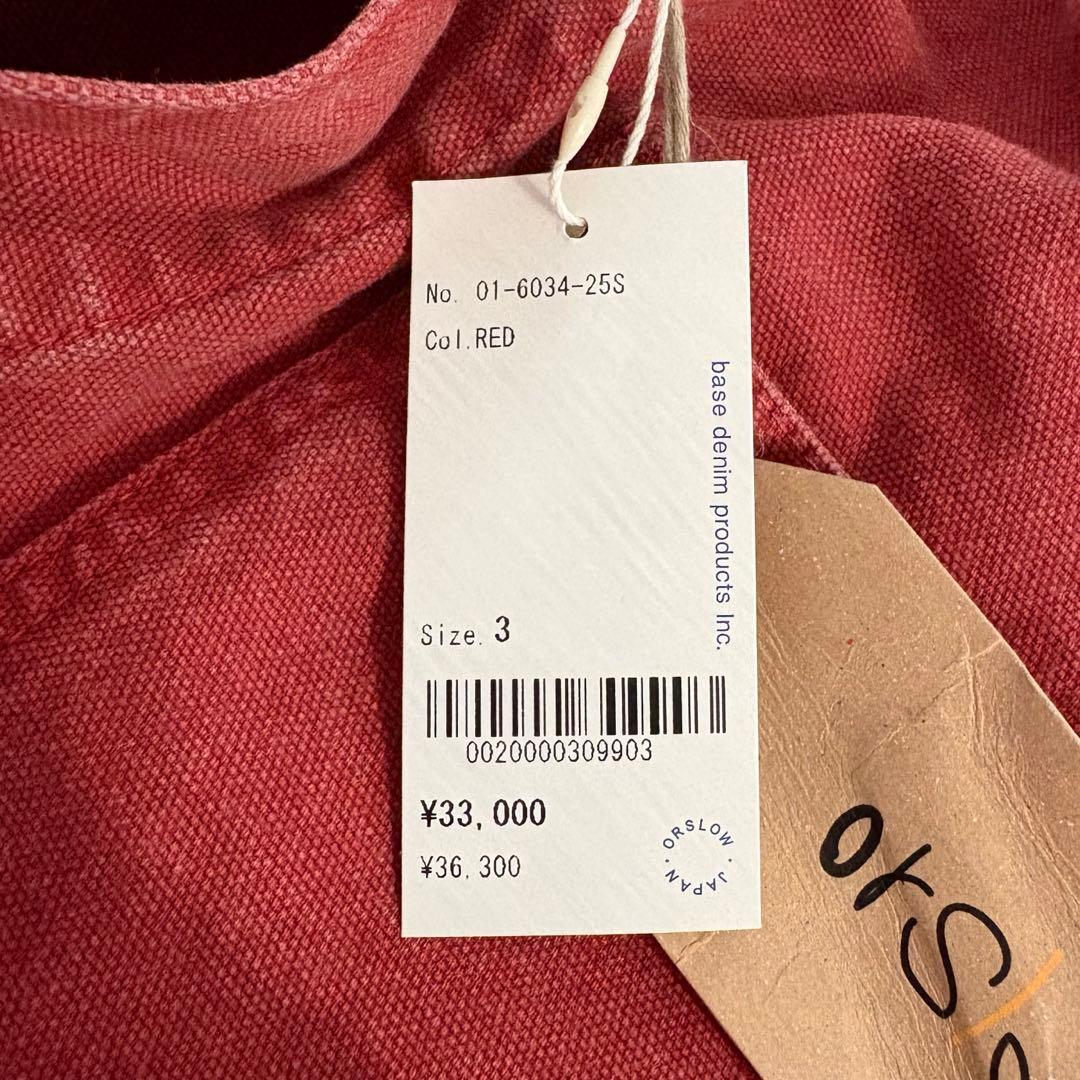 No. 01-6034-25S
Col.RED
base denim products Inc.
Size. 3
0020000309903
¥33,000
¥36,300
ORSLOW · JAPAN ·
orSl